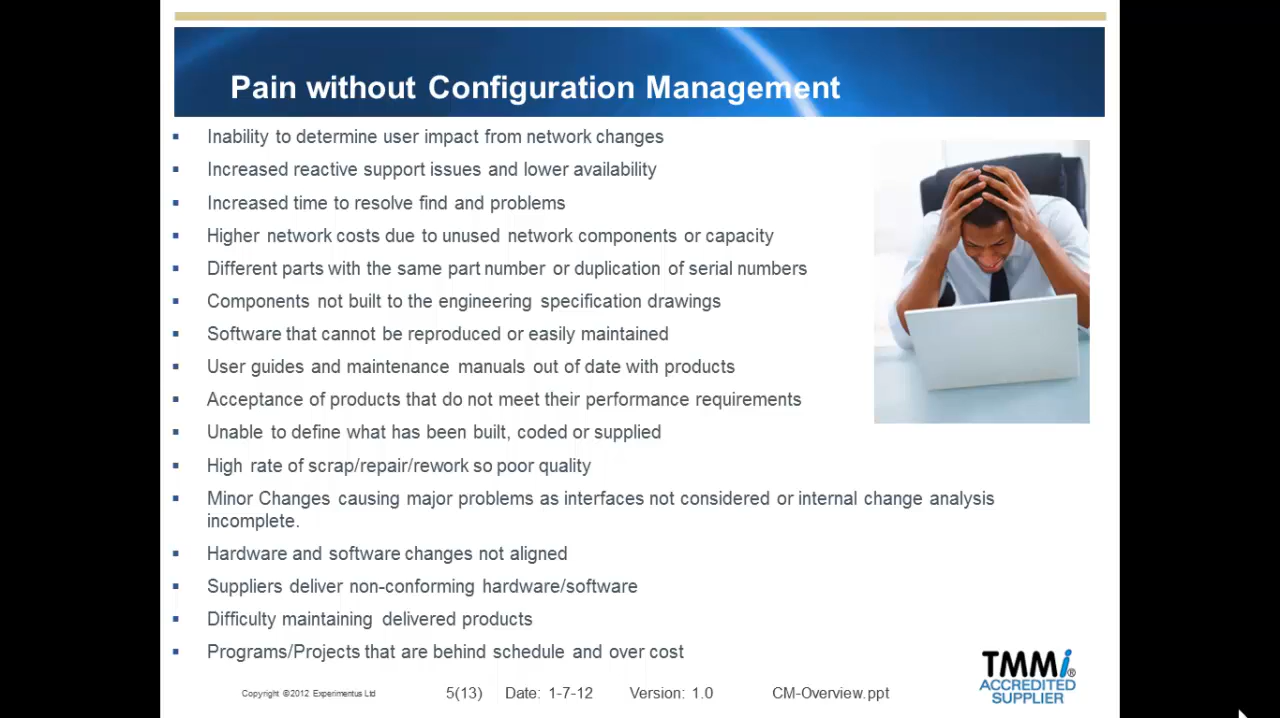 Pain without Configuration Management
Inability to determine user impact from network changes
Increased reactive support issues and lower availability
Increased time to resolve find and problems
Higher network costs due to unused network components or capacity
Different parts with the same part number or duplication of serial numbers
Components not built to the engineering specification drawings
Software that cannot be reproduced or easily maintained
User guides and maintenance manuals out of date with products
Acceptance of products that do not meet their performance requirements
Unable to define what has been built, coded or supplied
High rate of scrap/repair/rework so poor quality
Minor Changes causing major problems as interfaces not considered or internal change analysis
incomplete.
Hardware and software changes not aligned
Suppliers deliver non-conforming hardware/software
Difficulty maintaining delivered products
Programs/Projects that are behind schedule and over cost
Copyright ©2012 Experimentus Ltd 5(13) Date: 1-7-12 Version: 1.0 CM-Overview.ppt
TMMi®
ACCREDITED
SUPPLIER